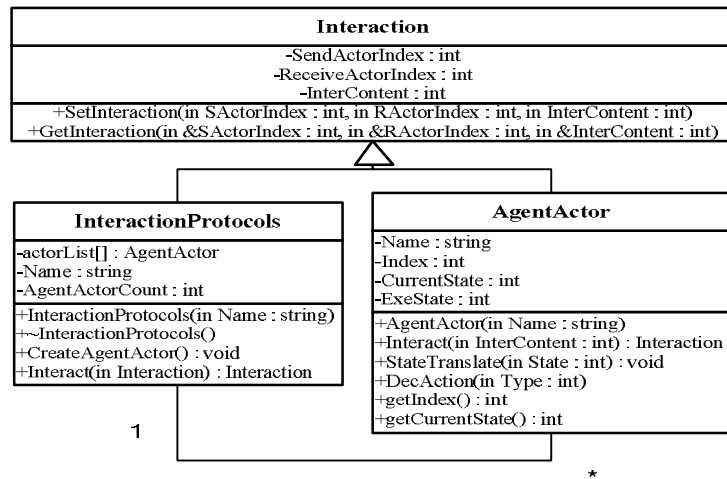 Interaction
-SendActorIndex : int
-ReceiveActorIndex : int
-InterContent : int
+SetInteraction(in SActorIndex : int, in RActorIndex : int, in InterContent : int)
+GetInteraction(in &SActorIndex : int, in &RActorIndex : int, in &InterContent : int)
InteractionProtocols
-actorList[] : AgentActor
-Name : string
-AgentActorCount : int
+InteractionProtocols(in Name : string)
+~InteractionProtocols()
+CreateAgentActor() : void
+Interact(in Interaction) : Interaction
AgentActor
-Name : string
-Index : int
-CurrentState : int
-ExeState : int
+AgentActor(in Name : string)
+Interact(in InterContent : int) : Interaction
+StateTranslate(in State : int) : void
+DecAction(in Type : int)
+getIndex() : int
+getCurrentState() : int
1
*